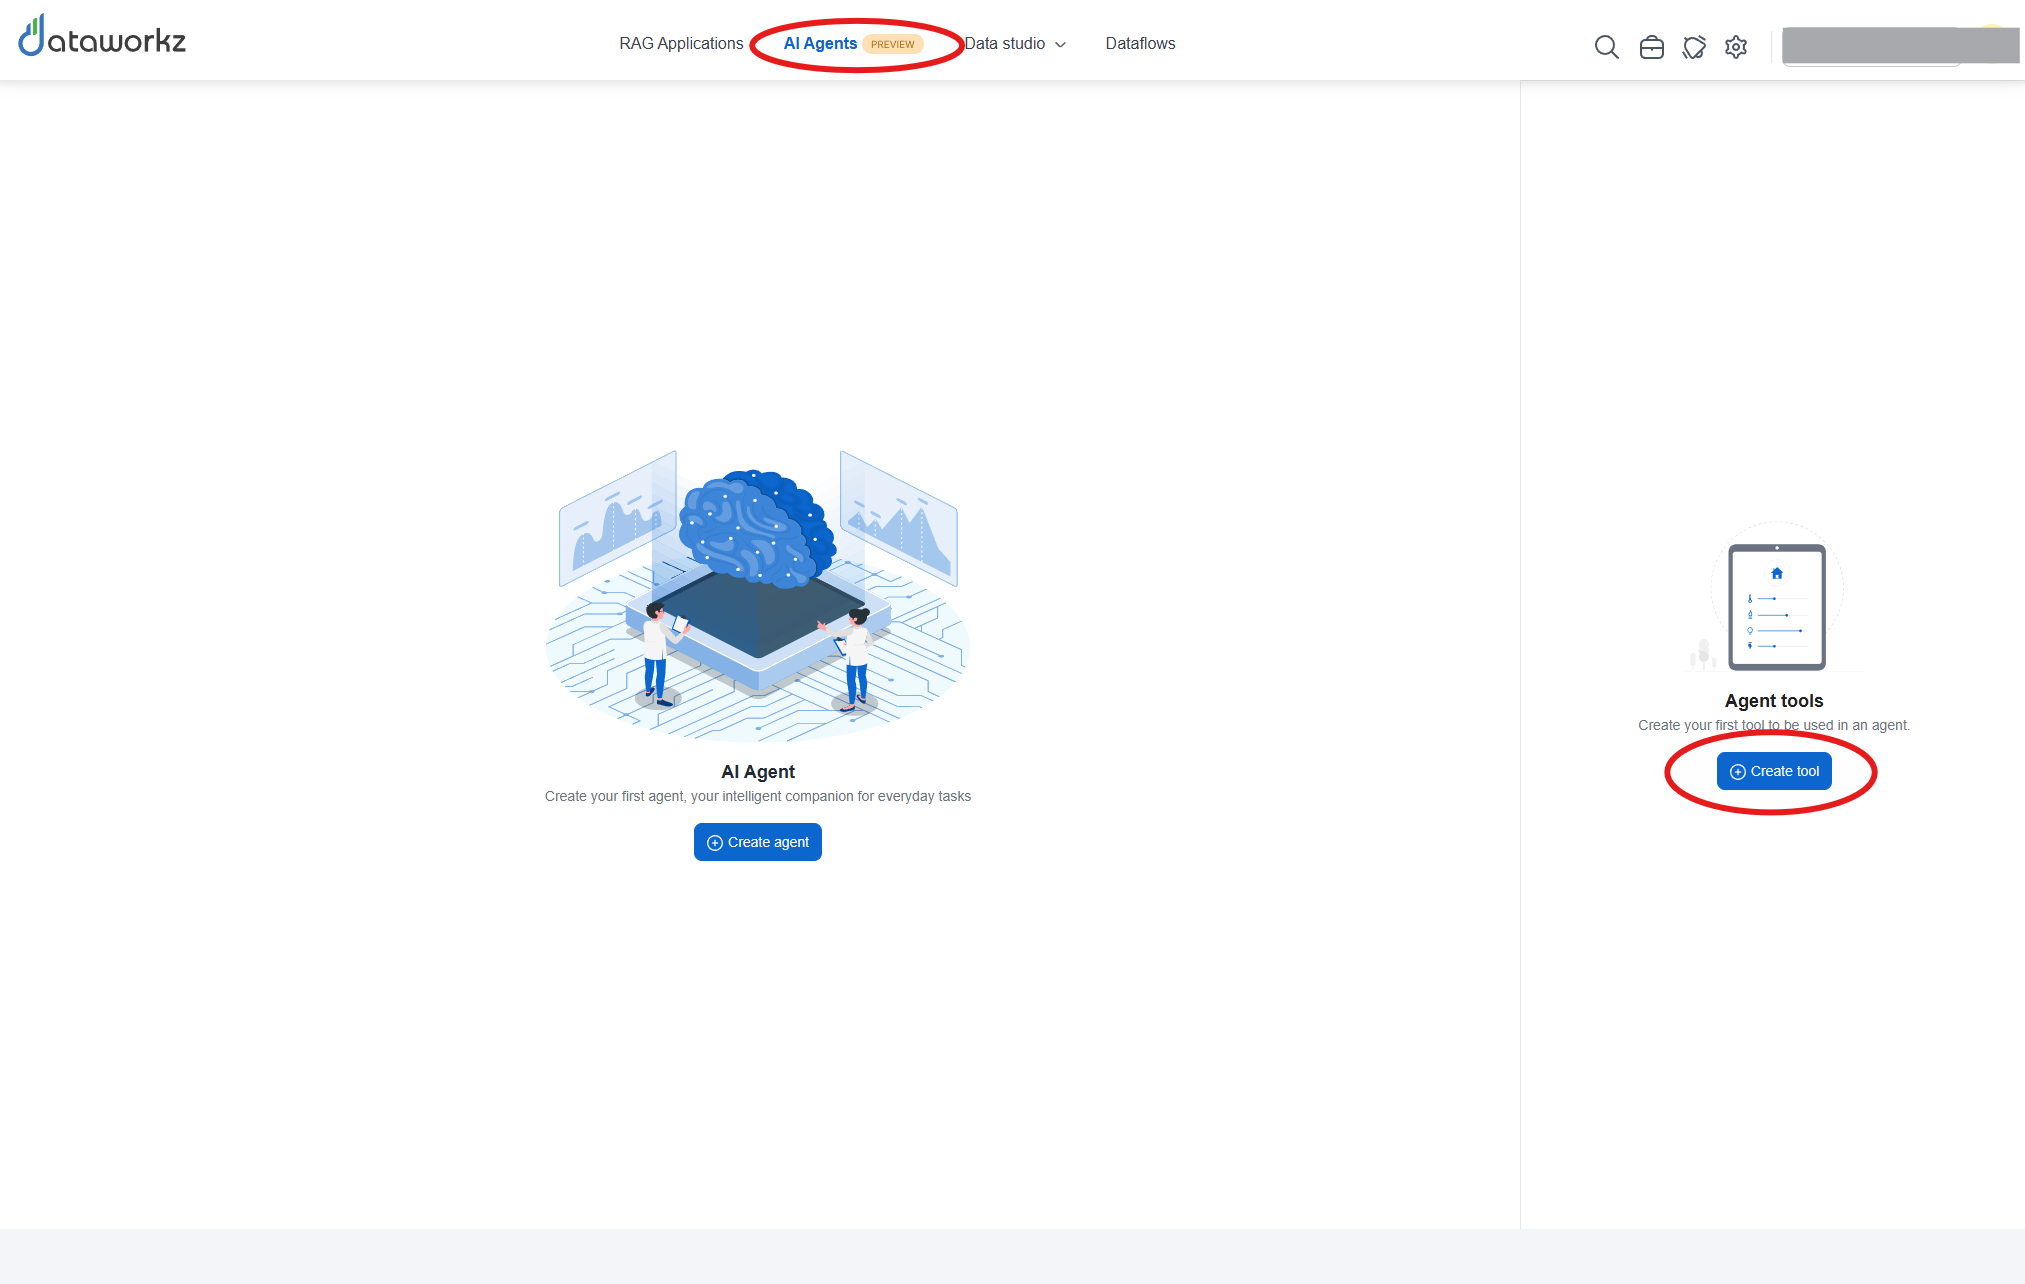 dataworkz
RAG Applications AI Agents PREVIEW Data studio Dataflows
AI Agent
Create your first agent, your intelligent companion for everyday tasks
Create agent
Agent tools
Create your first tool to be used in an agent.
Create tool